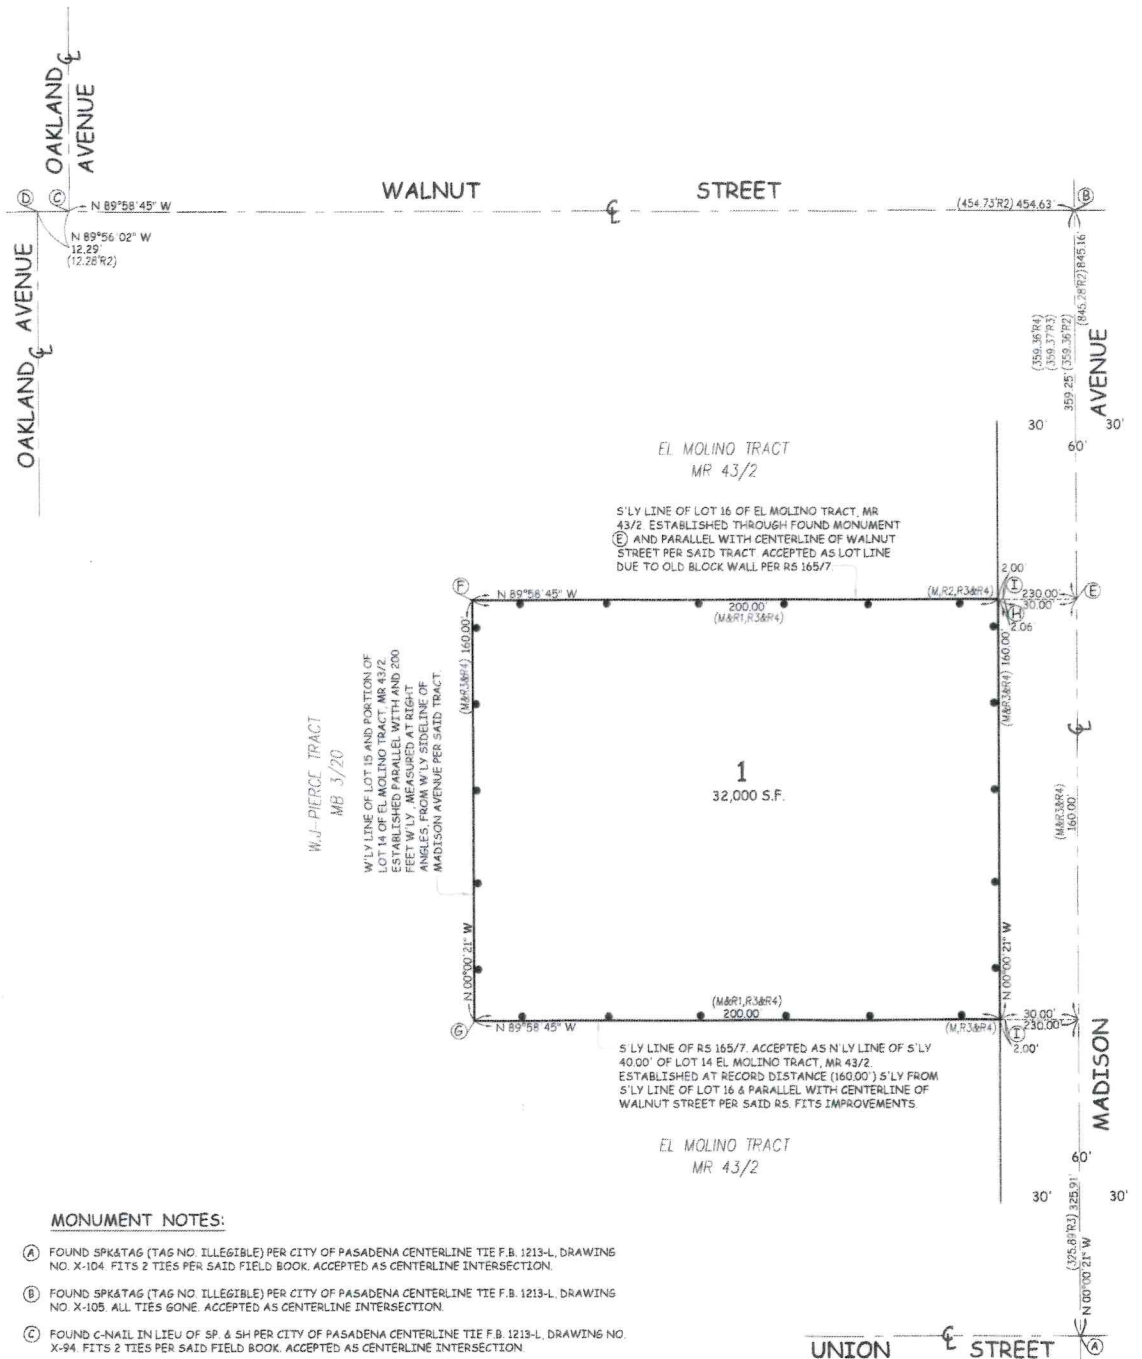 OAKLAND
AVENUE
℄
WALNUT STREET
℄
D C
N 89°58'45" W
(454.73'R2) 454.63'
B
N 89°56'02" W
12.29'
(12.28'R2)
OAKLAND AVENUE
℄
(845.28'R2) 845.16'
(359.36'R4)
(359.37'R3)
359.25' (359.36'R2)
AVENUE
30' 30'
60'
EL MOLINO TRACT
MR 43/2
S'LY LINE OF LOT 16 OF EL MOLINO TRACT, MR
43/2. ESTABLISHED THROUGH FOUND MONUMENT
E AND PARALLEL WITH CENTERLINE OF WALNUT
STREET PER SAID TRACT. ACCEPTED AS LOT LINE
DUE TO OLD BLOCK WALL PER RS 165/7.
2.00'
I
F
N 89°58'45" W
(M,R2,R3&R4)
230.00'
E
200.00'
30.00'
(M&R1,R3&R4)
H
2.06'
(M&R3&R4) 160.00'
(M&R3&R4) 160.00'
W.J. PIERCE TRACT
MB 3/20
W'LY LINE OF LOT 15 AND PORTION OF
LOT 14 OF EL MOLINO TRACT, MR 43/2.
ESTABLISHED PARALLEL WITH AND 200
FEET W'LY, MEASURED AT RIGHT
ANGLES, FROM W'LY SIDELINE OF
MADISON AVENUE PER SAID TRACT.
℄
1
32,000 S.F.
(M&R3&R4)
160.00'
N 00°00'21" W
N 00°00'21" W
(M&R1,R3&R4)
200.00'
30.00'
G
N 89°58'45" W
(M,R3&R4)
I
230.00'
2.00'
S'LY LINE OF RS 165/7. ACCEPTED AS N'LY LINE OF S'LY
40.00' OF LOT 14 EL MOLINO TRACT, MR 43/2.
ESTABLISHED AT RECORD DISTANCE (160.00') S'LY FROM
S'LY LINE OF LOT 16 & PARALLEL WITH CENTERLINE OF
WALNUT STREET PER SAID RS. FITS IMPROVEMENTS.
MADISON
EL MOLINO TRACT
MR 43/2
60'
30' 30'
(325.89'R3) 325.91'
N 00°00'21" W
MONUMENT NOTES:
A FOUND SPK&TAG (TAG NO. ILLEGIBLE) PER CITY OF PASADENA CENTERLINE TIE F.B. 1213-L, DRAWING
NO. X-104. FITS 2 TIES PER SAID FIELD BOOK. ACCEPTED AS CENTERLINE INTERSECTION.
B FOUND SPK&TAG (TAG NO. ILLEGIBLE) PER CITY OF PASADENA CENTERLINE TIE F.B. 1213-L, DRAWING
NO. X-105. ALL TIES GONE. ACCEPTED AS CENTERLINE INTERSECTION.
C FOUND C-NAIL IN LIEU OF SP. & SH PER CITY OF PASADENA CENTERLINE TIE F.B. 1213-L, DRAWING NO.
X-94. FITS 2 TIES PER SAID FIELD BOOK. ACCEPTED AS CENTERLINE INTERSECTION.
UNION ℄ STREET
A